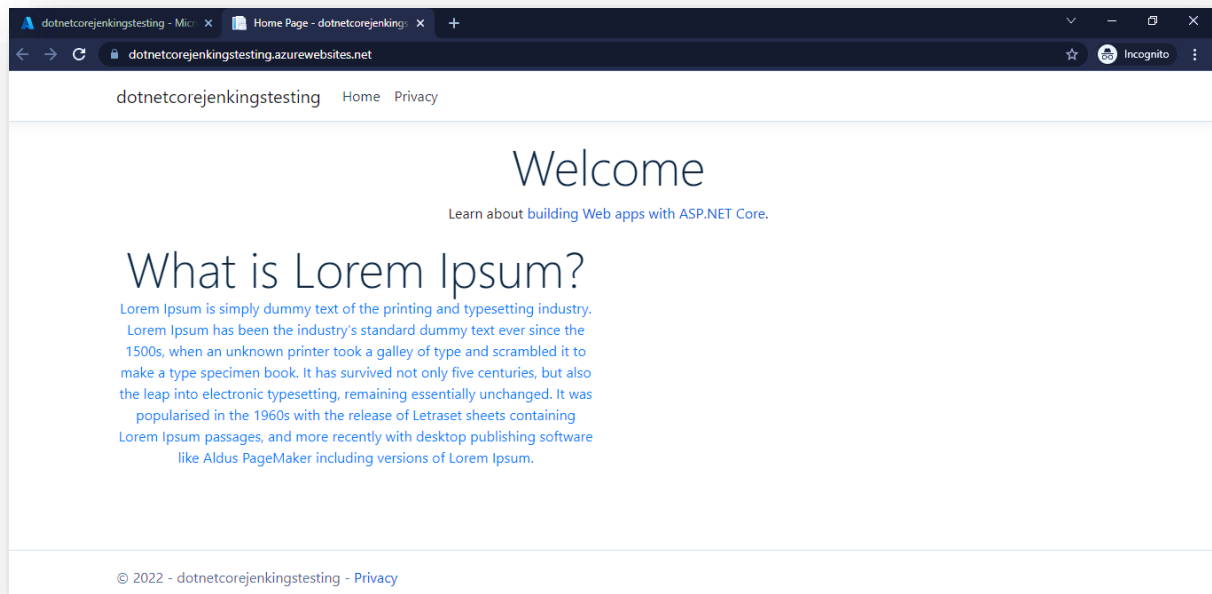 dotnetcorejenkingstesting - Micr
Home Page - dotnetcorejenkings
dotnetcorejenkingstesting.azurewebsites.net
Incognito
dotnetcorejenkingstesting Home Privacy
Welcome
Learn about building Web apps with ASP.NET Core.
What is Lorem Ipsum?
Lorem Ipsum is simply dummy text of the printing and typesetting industry.
Lorem Ipsum has been the industry's standard dummy text ever since the
1500s, when an unknown printer took a galley of type and scrambled it to
make a type specimen book. It has survived not only five centuries, but also
the leap into electronic typesetting, remaining essentially unchanged. It was
popularised in the 1960s with the release of Letraset sheets containing
Lorem Ipsum passages, and more recently with desktop publishing software
like Aldus PageMaker including versions of Lorem Ipsum.
© 2022 - dotnetcorejenkingstesting - Privacy